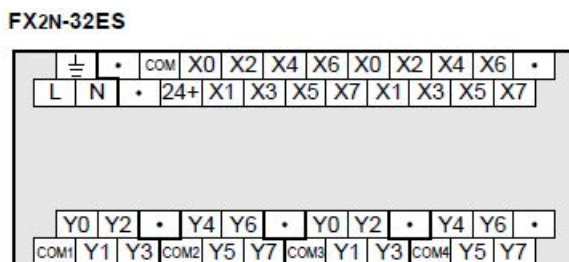 FX2N-32ES
⏚ • COM X0 X2 X4 X6 X0 X2 X4 X6 •
L N • 24+ X1 X3 X5 X7 X1 X3 X5 X7
Y0 Y2 • Y4 Y6 • Y0 Y2 • Y4 Y6 •
COM1 Y1 Y3 COM2 Y5 Y7 COM3 Y1 Y3 COM4 Y5 Y7